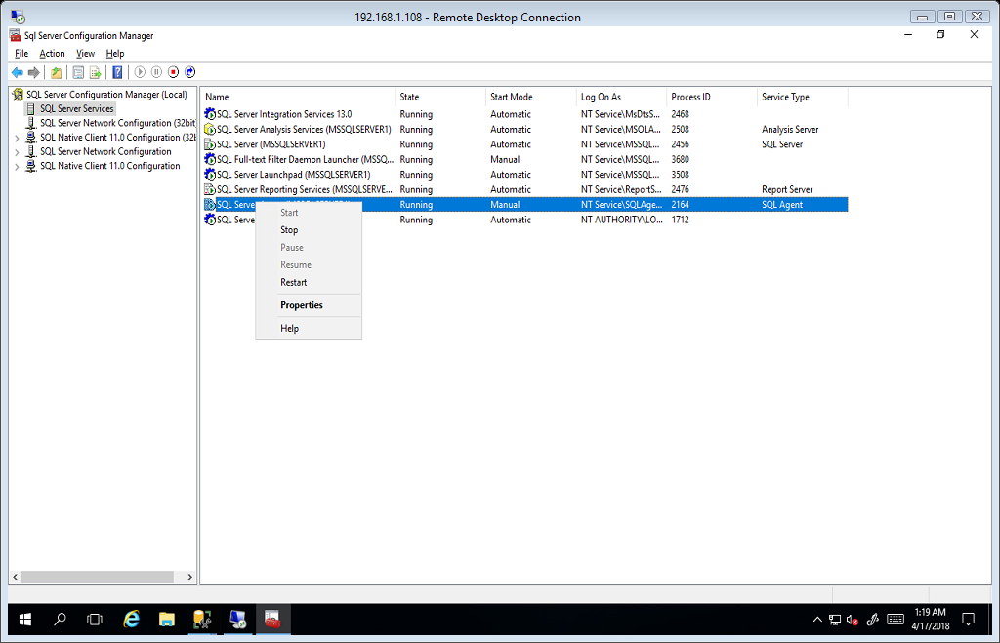 192.168.1.108 - Remote Desktop Connection
Sql Server Configuration Manager
File Action View Help
SQL Server Configuration Manager (Local)
SQL Server Services
SQL Server Network Configuration (32bit
SQL Native Client 11.0 Configuration (32b
SQL Server Network Configuration
SQL Native Client 11.0 Configuration
Name State Start Mode Log On As Process ID Service Type
SQL Server Integration Services 13.0 Running Automatic NT Service\MsDtsS... 2468
SQL Server Analysis Services (MSSQLSERVER1) Running Automatic NT Service\MSOLA... 2508 Analysis Server
SQL Server (MSSQLSERVER1) Running Automatic NT Service\MSSQL... 2456 SQL Server
SQL Full-text Filter Daemon Launcher (MSSQ... Running Manual NT Service\MSSQL... 3680
SQL Server Launchpad (MSSQLSERVER1) Running Automatic NT Service\MSSQL... 3508
SQL Server Reporting Services (MSSQLSERVE... Running Automatic NT Service\ReportS... 2476 Report Server
SQL Server Running Manual NT Service\SQLAge... 2164 SQL Agent
SQL Serve Running Automatic NT AUTHORITY\LO... 1712
Start
Stop
Pause
Resume
Restart
Properties
Help
1:19 AM
4/17/2018